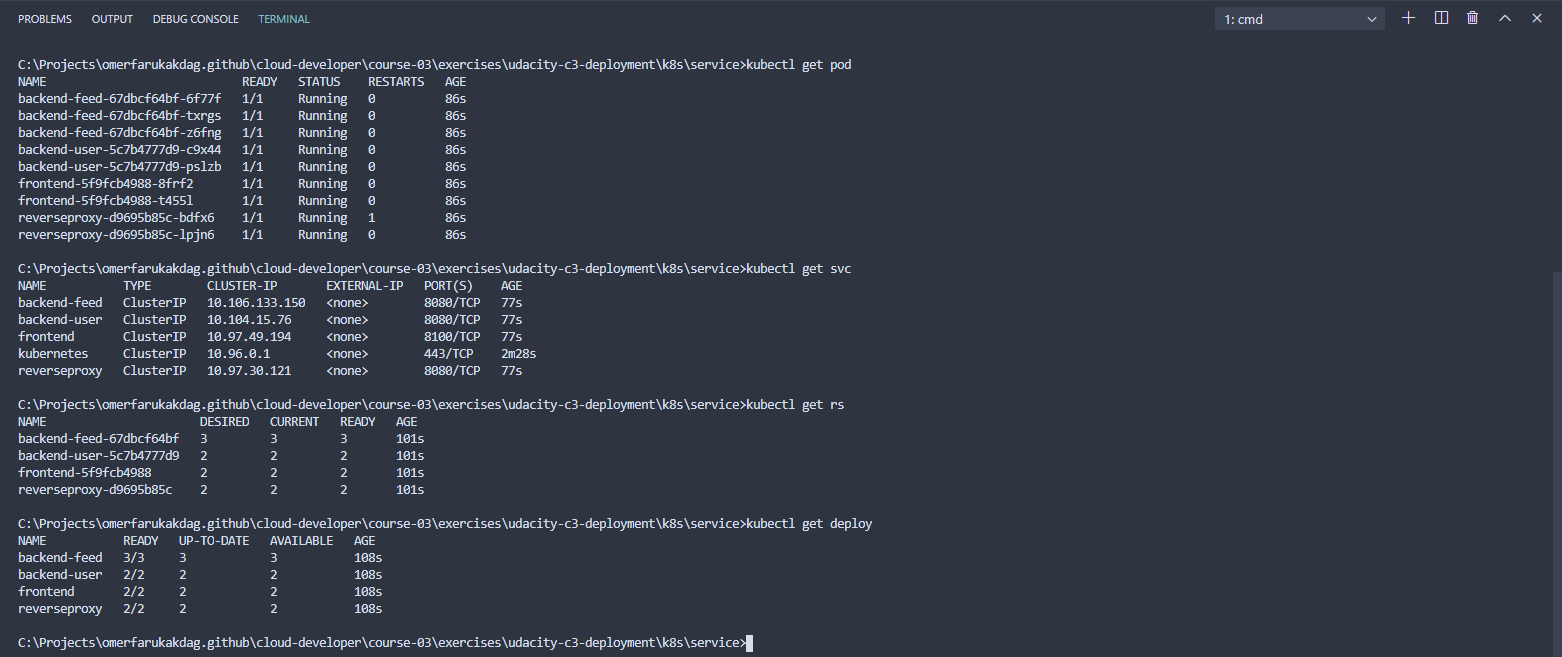 PROBLEMS OUTPUT DEBUG CONSOLE TERMINAL 1: cmd
C:\Projects\omerfarukakdag.github\cloud-developer\course-03\exercises\udacity-c3-deployment\k8s\service>kubectl get pod
NAME READY STATUS RESTARTS AGE
backend-feed-67dbcf64bf-6f77f 1/1 Running 0 86s
backend-feed-67dbcf64bf-txrgs 1/1 Running 0 86s
backend-feed-67dbcf64bf-z6fng 1/1 Running 0 86s
backend-user-5c7b4777d9-c9x44 1/1 Running 0 86s
backend-user-5c7b4777d9-pslzb 1/1 Running 0 86s
frontend-5f9fcb4988-8frf2 1/1 Running 0 86s
frontend-5f9fcb4988-t455l 1/1 Running 0 86s
reverseproxy-d9695b85c-bdfx6 1/1 Running 1 86s
reverseproxy-d9695b85c-lpjn6 1/1 Running 0 86s
C:\Projects\omerfarukakdag.github\cloud-developer\course-03\exercises\udacity-c3-deployment\k8s\service>kubectl get svc
NAME TYPE CLUSTER-IP EXTERNAL-IP PORT(S) AGE
backend-feed ClusterIP 10.106.133.150 <none> 8080/TCP 77s
backend-user ClusterIP 10.104.15.76 <none> 8080/TCP 77s
frontend ClusterIP 10.97.49.194 <none> 8100/TCP 77s
kubernetes ClusterIP 10.96.0.1 <none> 443/TCP 2m28s
reverseproxy ClusterIP 10.97.30.121 <none> 8080/TCP 77s
C:\Projects\omerfarukakdag.github\cloud-developer\course-03\exercises\udacity-c3-deployment\k8s\service>kubectl get rs
NAME DESIRED CURRENT READY AGE
backend-feed-67dbcf64bf 3 3 3 101s
backend-user-5c7b4777d9 2 2 2 101s
frontend-5f9fcb4988 2 2 2 101s
reverseproxy-d9695b85c 2 2 2 101s
C:\Projects\omerfarukakdag.github\cloud-developer\course-03\exercises\udacity-c3-deployment\k8s\service>kubectl get deploy
NAME READY UP-TO-DATE AVAILABLE AGE
backend-feed 3/3 3 3 108s
backend-user 2/2 2 2 108s
frontend 2/2 2 2 108s
reverseproxy 2/2 2 2 108s
C:\Projects\omerfarukakdag.github\cloud-developer\course-03\exercises\udacity-c3-deployment\k8s\service>